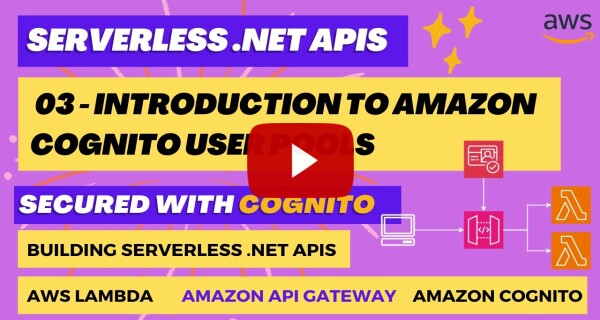 SERVERLESS .NET APIS
aws
03 - INTRODUCTION TO AMAZON
COGNITO USER POOLS
SECURED WITH COGNITO
BUILDING SERVERLESS .NET APIS
AWS LAMBDA AMAZON API GATEWAY AMAZON COGNITO